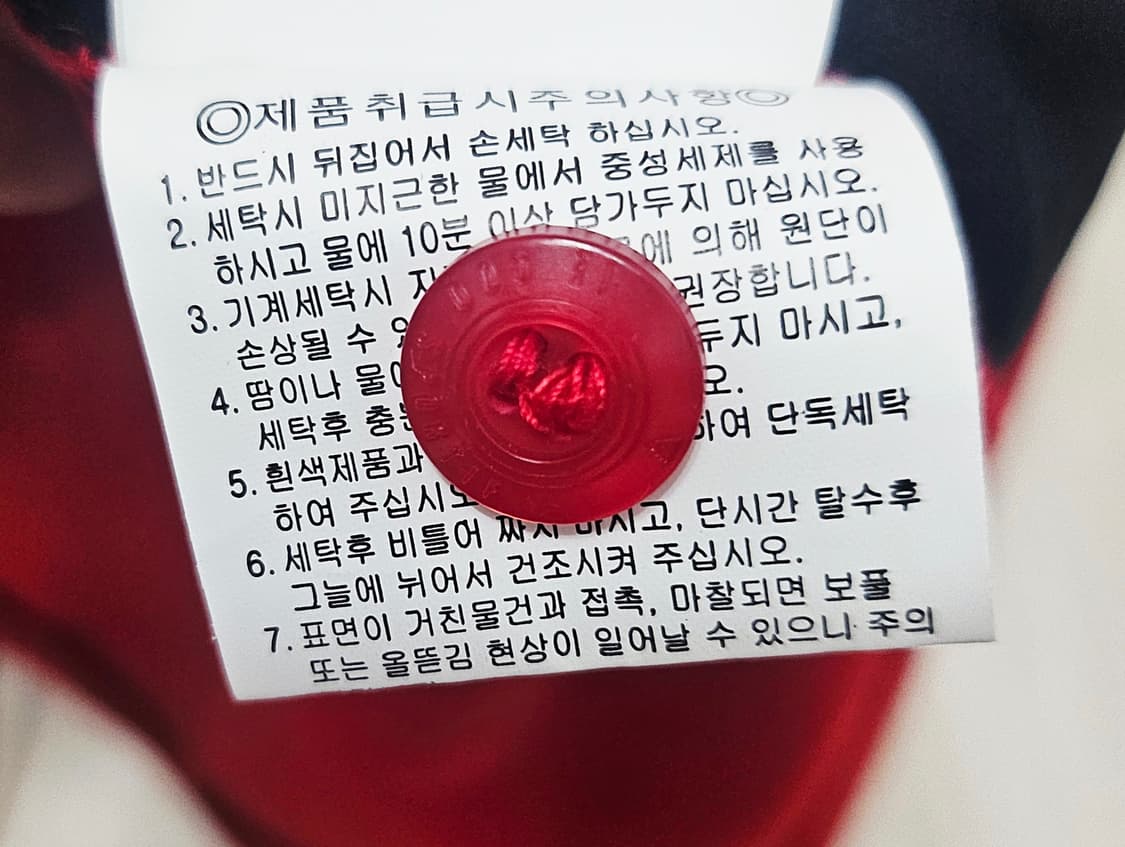 ◎제품취급시주의사항◎
1. 반드시 뒤집어서 손세탁 하십시오.
2. 세탁시 미지근한 물에서 중성세제를 사용
하시고 물에 10분 이상 담가두지 마십시오.
3. 기계세탁시 의해 원단이
손상될 수 권장합니다.
4. 땀이나 마시고,
세탁후
5. 흰색제품과 단독세탁
하여 주십시오
6. 세탁후 비틀어 짜지 마시고, 단시간 탈수후
그늘에 뉘어서 건조시켜 주십시오.
7. 표면이 거친물건과 접촉, 마찰되면 보풀
또는 올뜯김 현상이 일어날 수 있으니 주의